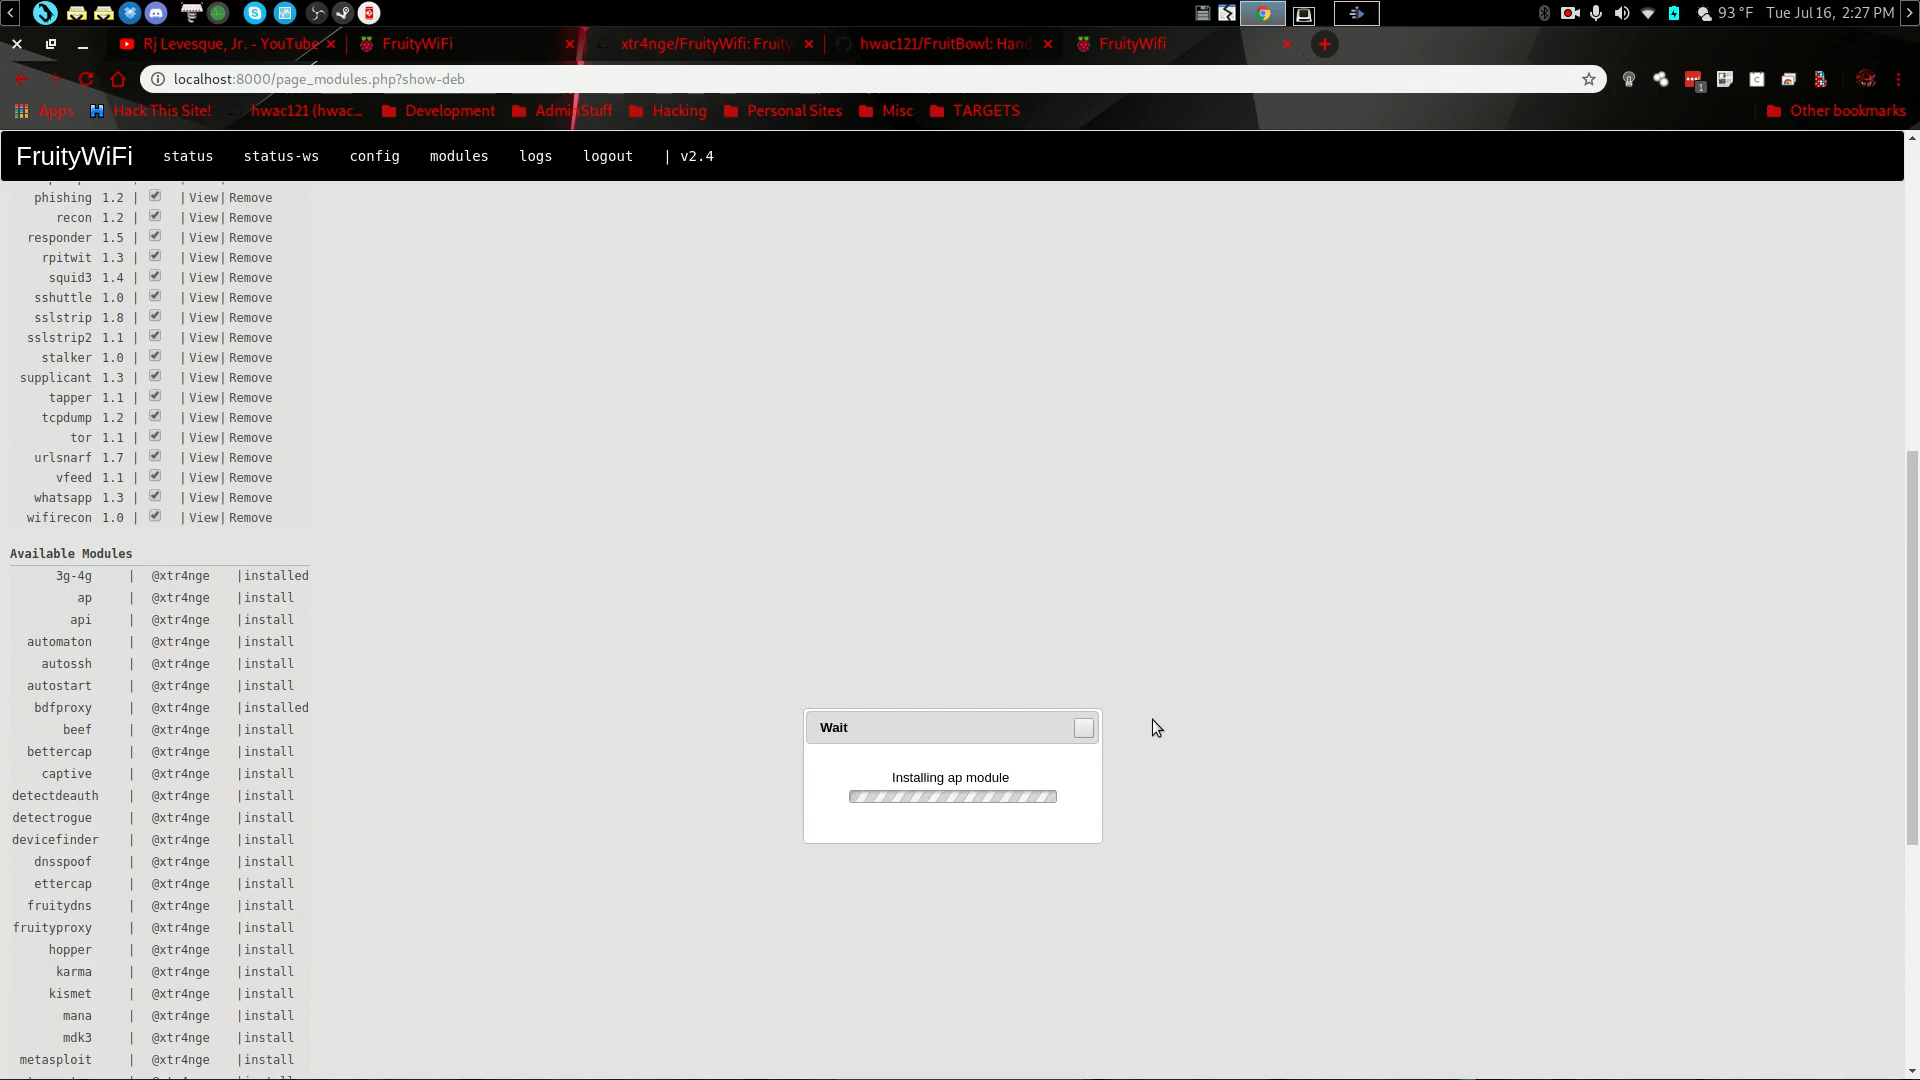 93 °F Tue Jul 16, 2:27 PM
Rj Levesque, Jr. - YouTube
FruityWiFi
xtr4nge/FruityWifi: Fruity
hwac121/FruitBowl: Hand
FruityWifi
localhost:8000/page_modules.php?show-deb
1
Apps
Hack This Site!
hwac121 (hwac...
Development
AdminStuff
Hacking
Personal Sites
Misc
TARGETS
Other bookmarks
FruityWiFi status status-ws config modules logs logout | v2.4
phishing 1.2 | |View|Remove
recon 1.2 | |View|Remove
responder 1.5 | |View|Remove
rpitwit 1.3 | |View|Remove
squid3 1.4 | |View|Remove
sshuttle 1.0 | |View|Remove
sslstrip 1.8 | |View|Remove
sslstrip2 1.1 | |View|Remove
stalker 1.0 | |View|Remove
supplicant 1.3 | |View|Remove
tapper 1.1 | |View|Remove
tcpdump 1.2 | |View|Remove
tor 1.1 | |View|Remove
urlsnarf 1.7 | |View|Remove
vfeed 1.1 | |View|Remove
whatsapp 1.3 | |View|Remove
wifirecon 1.0 | |View|Remove
Available Modules
3g-4g | @xtr4nge |installed
ap | @xtr4nge |install
api | @xtr4nge |install
automaton | @xtr4nge |install
autossh | @xtr4nge |install
autostart | @xtr4nge |install
bdfproxy | @xtr4nge |installed
beef | @xtr4nge |install
bettercap | @xtr4nge |install
captive | @xtr4nge |install
detectdeauth | @xtr4nge |install
detectrogue | @xtr4nge |install
devicefinder | @xtr4nge |install
dnsspoof | @xtr4nge |install
ettercap | @xtr4nge |install
fruitydns | @xtr4nge |install
fruityproxy | @xtr4nge |install
hopper | @xtr4nge |install
karma | @xtr4nge |install
kismet | @xtr4nge |install
mana | @xtr4nge |install
mdk3 | @xtr4nge |install
metasploit | @xtr4nge |install
Wait
Installing ap module